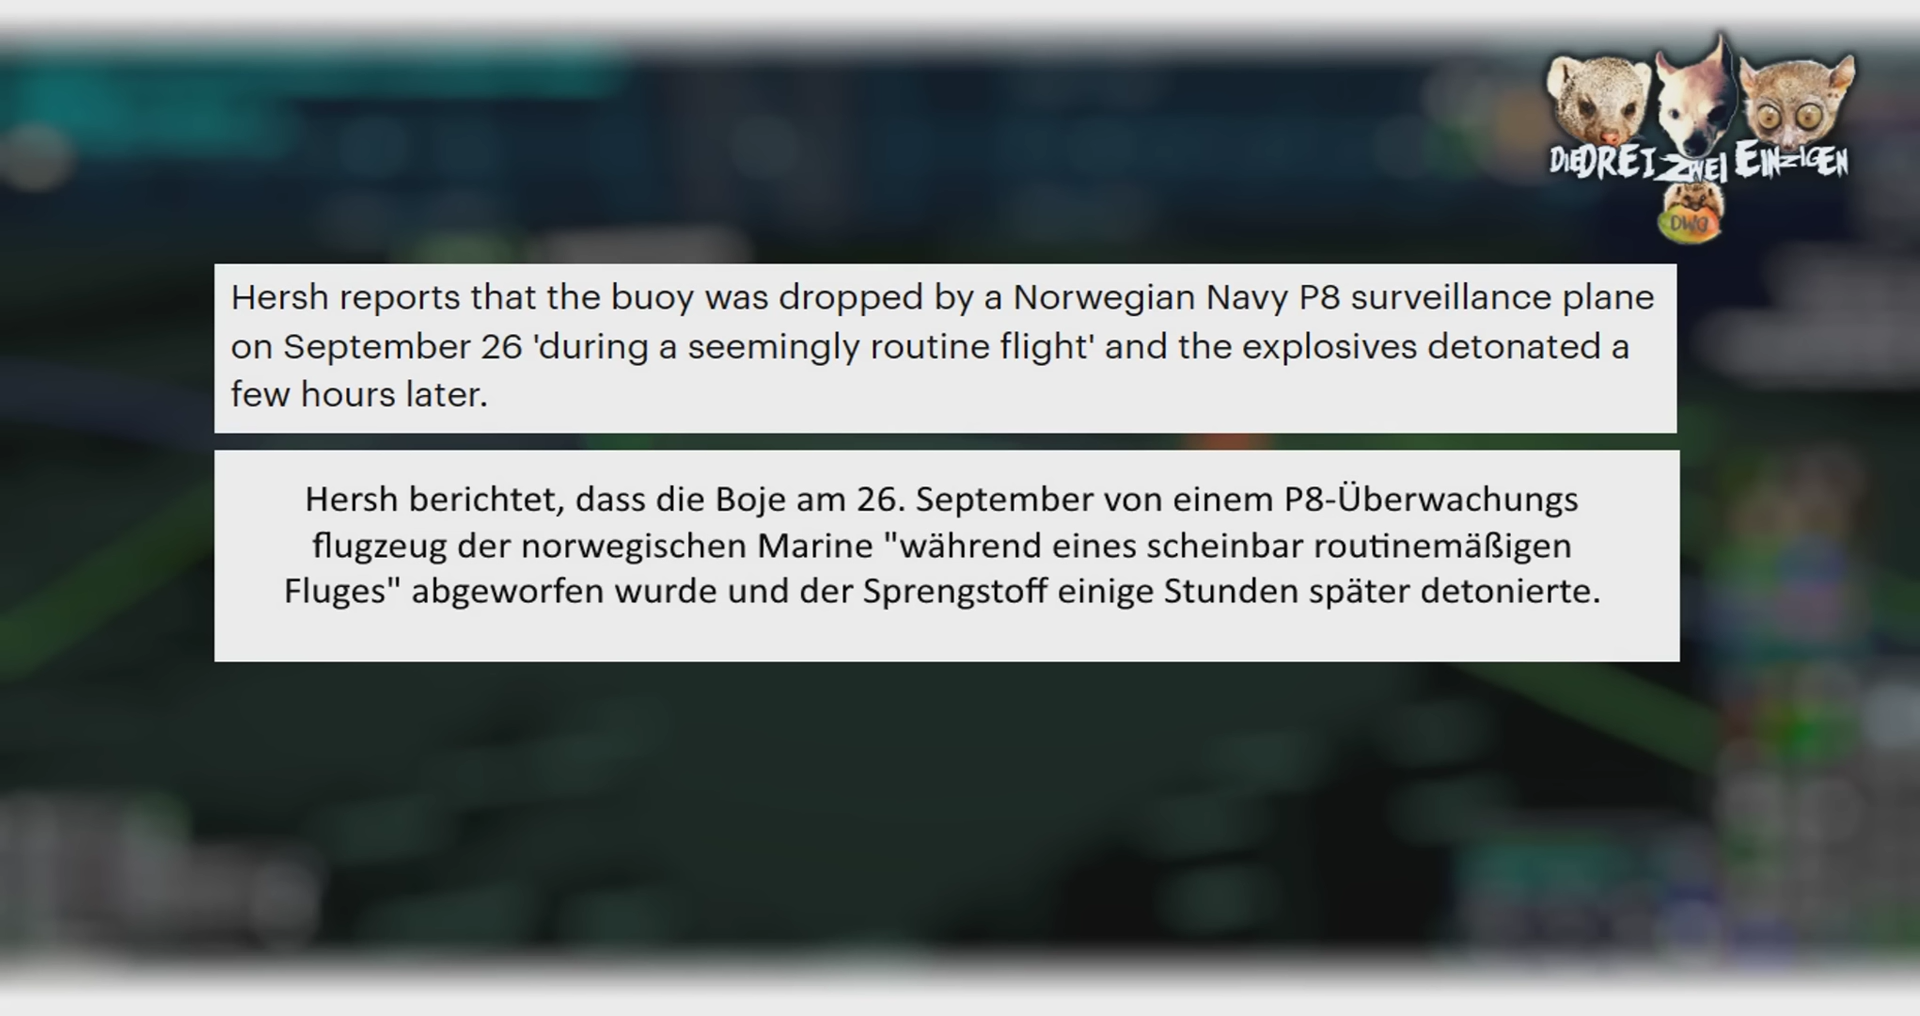 DIE DREI ZWEI EINZIGEN
DWO
Hersh reports that the buoy was dropped by a Norwegian Navy P8 surveillance plane
on September 26 'during a seemingly routine flight' and the explosives detonated a
few hours later.
Hersh berichtet, dass die Boje am 26. September von einem P8-Überwachungs
flugzeug der norwegischen Marine "während eines scheinbar routinemäßigen
Fluges" abgeworfen wurde und der Sprengstoff einige Stunden später detonierte.